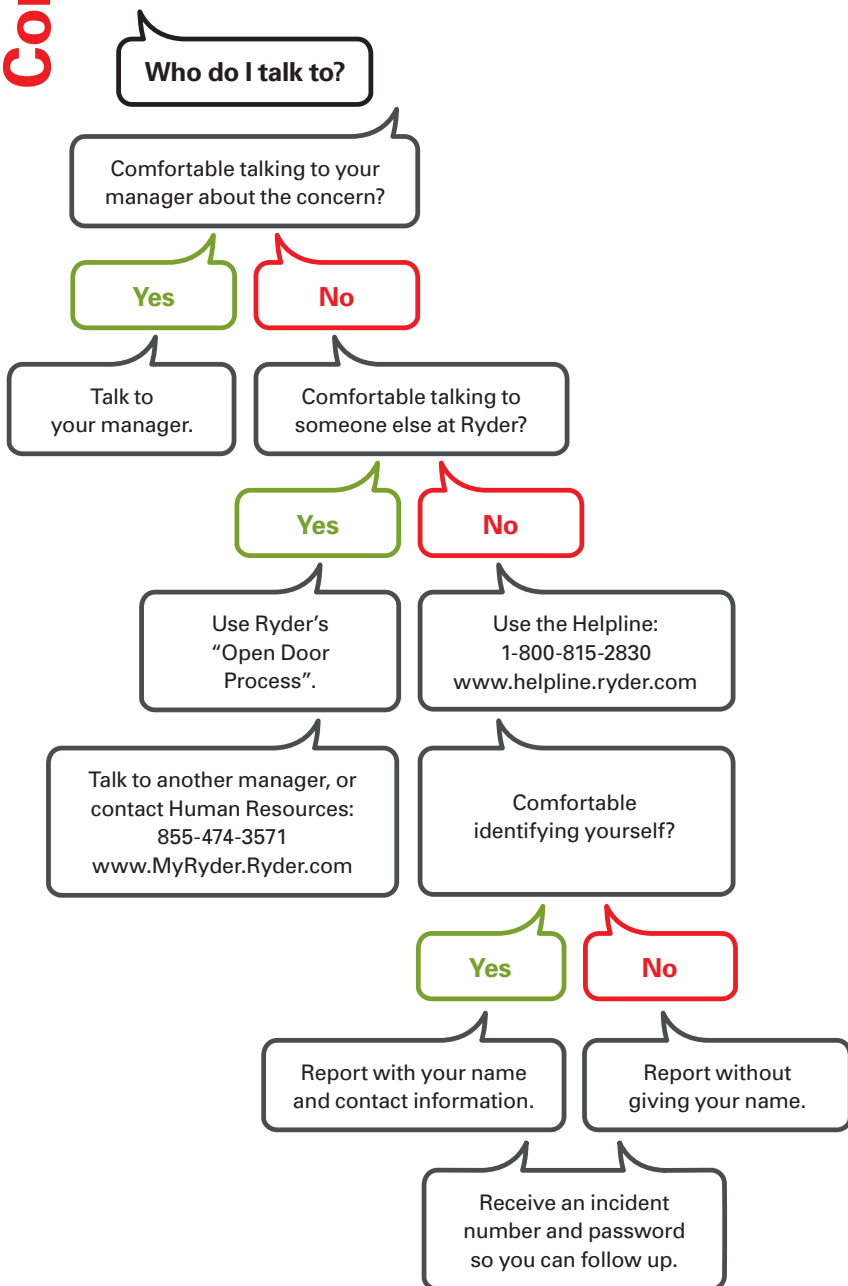 Who do I talk to?
Comfortable talking to your
manager about the concern?
Yes
No
Talk to
your manager.
Comfortable talking to
someone else at Ryder?
Yes
No
Use Ryder’s
“Open Door
Process”.
Use the Helpline:
1-800-815-2830
www.helpline.ryder.com
Talk to another manager, or
contact Human Resources:
855-474-3571
www.MyRyder.Ryder.com
Comfortable
identifying yourself?
Yes
No
Report with your name
and contact information.
Report without
giving your name.
Receive an incident
number and password
so you can follow up.